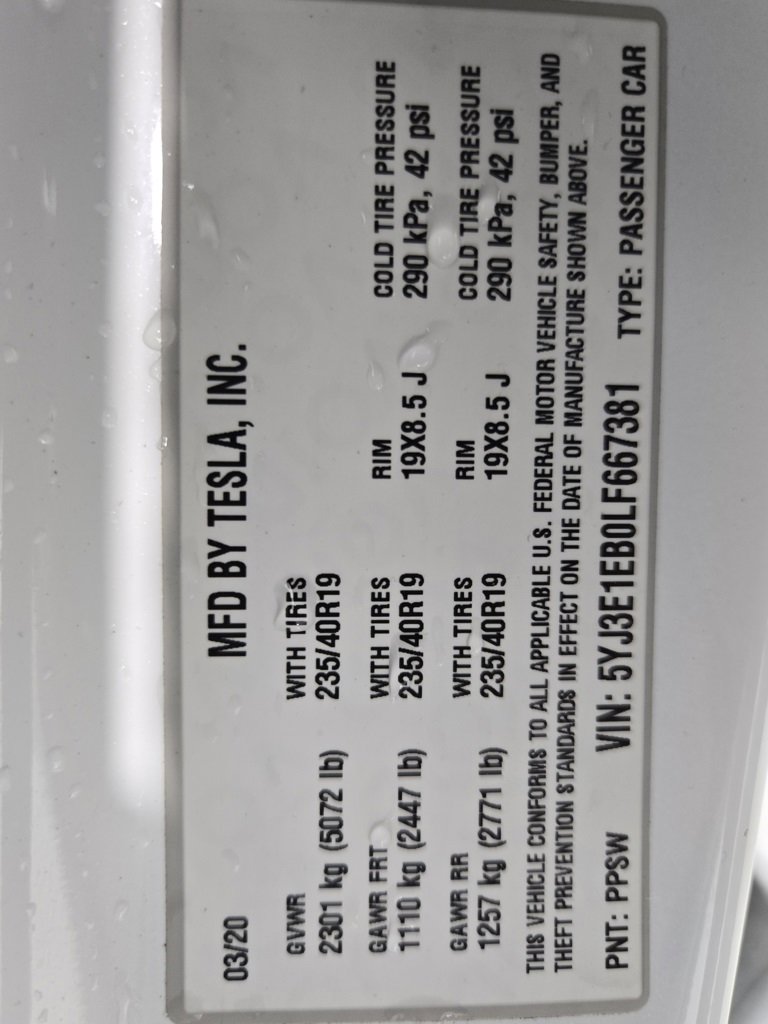 03/20 MFD BY TESLA, INC.
GVWR WITH TIRES
2301 kg (5072 lb) 235/40R19
GAWR FRT WITH TIRES RIM COLD TIRE PRESSURE
1110 kg (2447 lb) 235/40R19 19X8.5 J 290 kPa, 42 psi
GAWR RR WITH TIRES RIM COLD TIRE PRESSURE
1257 kg (2771 lb) 235/40R19 19X8.5 J 290 kPa, 42 psi
THIS VEHICLE CONFORMS TO ALL APPLICABLE U.S. FEDERAL MOTOR VEHICLE SAFETY, BUMPER, AND
THEFT PREVENTION STANDARDS IN EFFECT ON THE DATE OF MANUFACTURE SHOWN ABOVE.
PNT: PPSW VIN: 5YJ3E1EB0LF667381 TYPE: PASSENGER CAR